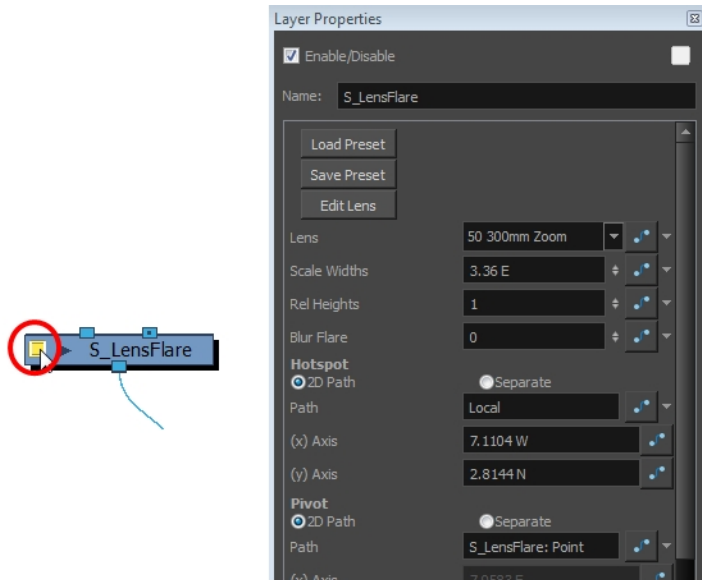 Layer Properties
Enable/Disable
Name: S_LensFlare
Load Preset
Save Preset
Edit Lens
Lens 50 300mm Zoom
Scale Widths 3.36 E
Rel Heights 1
Blur Flare 0
Hotspot
2D Path Separate
Path Local
(x) Axis 7.1104 W
(y) Axis 2.8144 N
Pivot
2D Path Separate
Path S_LensFlare: Point
(x) Axis
S_LensFlare